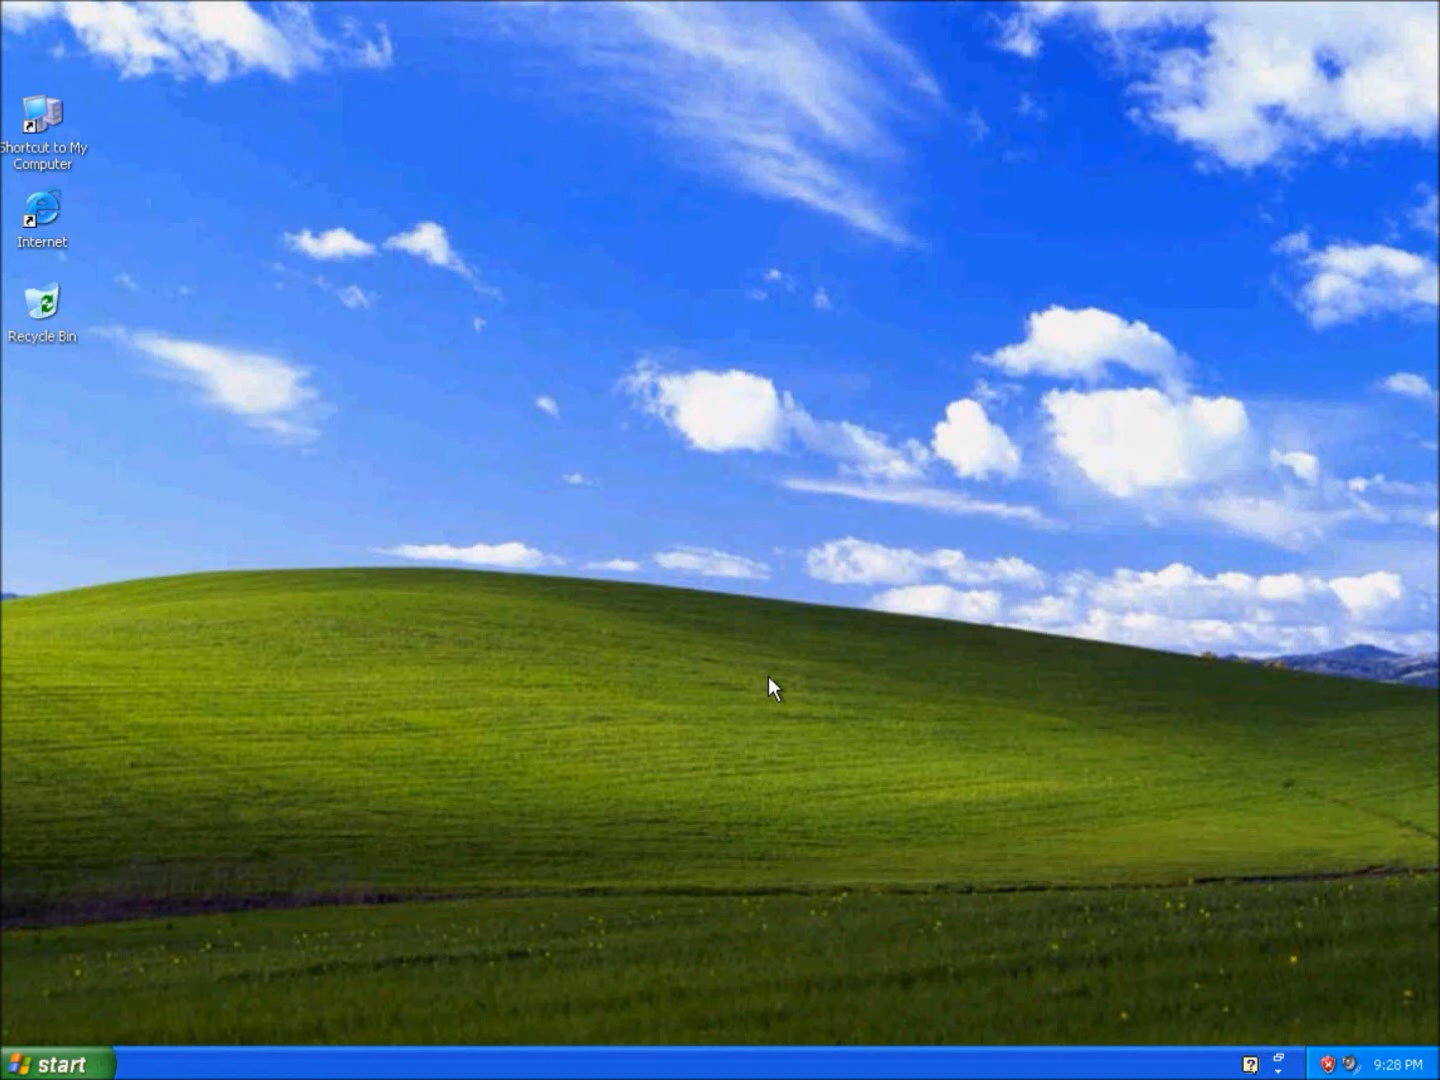 Shortcut to My
Computer
Internet
Recycle Bin
start
9:28 PM